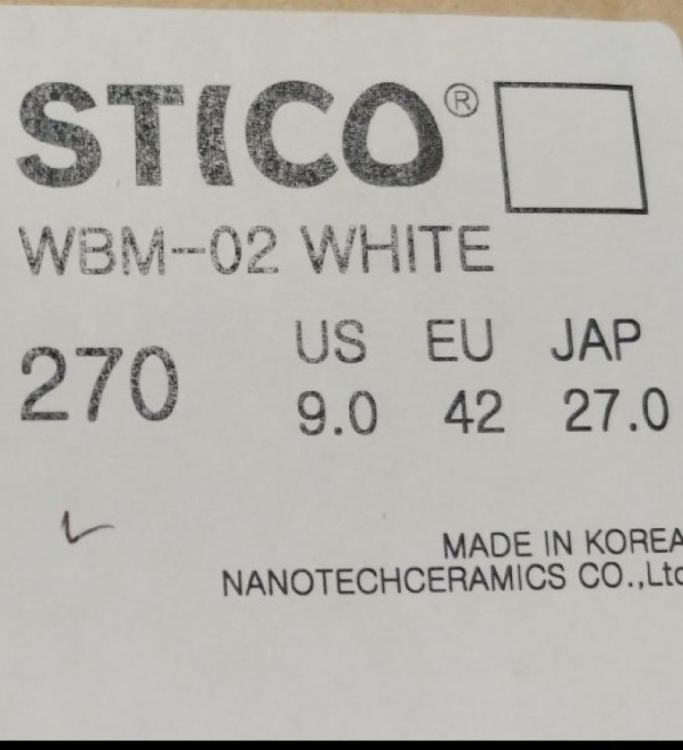 STICO®
WBM-02 WHITE
270
US EU JAP
9.0 42 27.0
MADE IN KOREA
NANOTECHCERAMICS CO.,Ltd